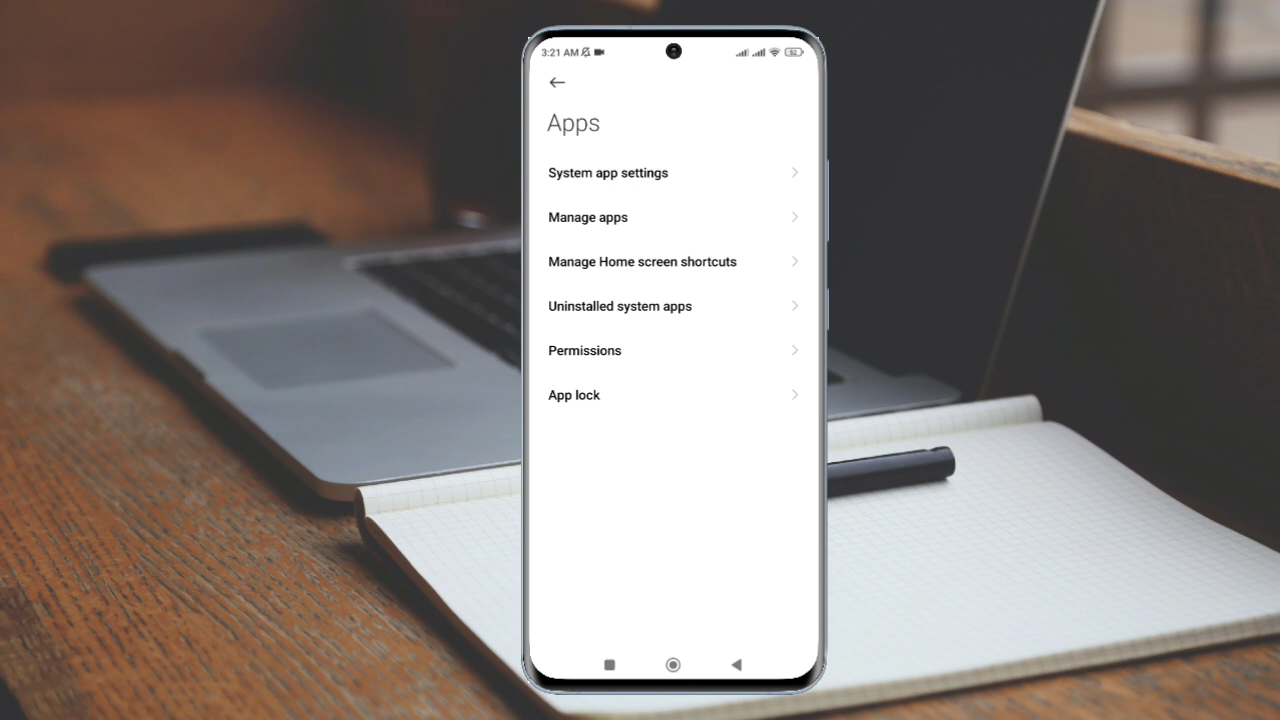 3:21 AM 52
Apps
System app settings
Manage apps
Manage Home screen shortcuts
Uninstalled system apps
Permissions
App lock